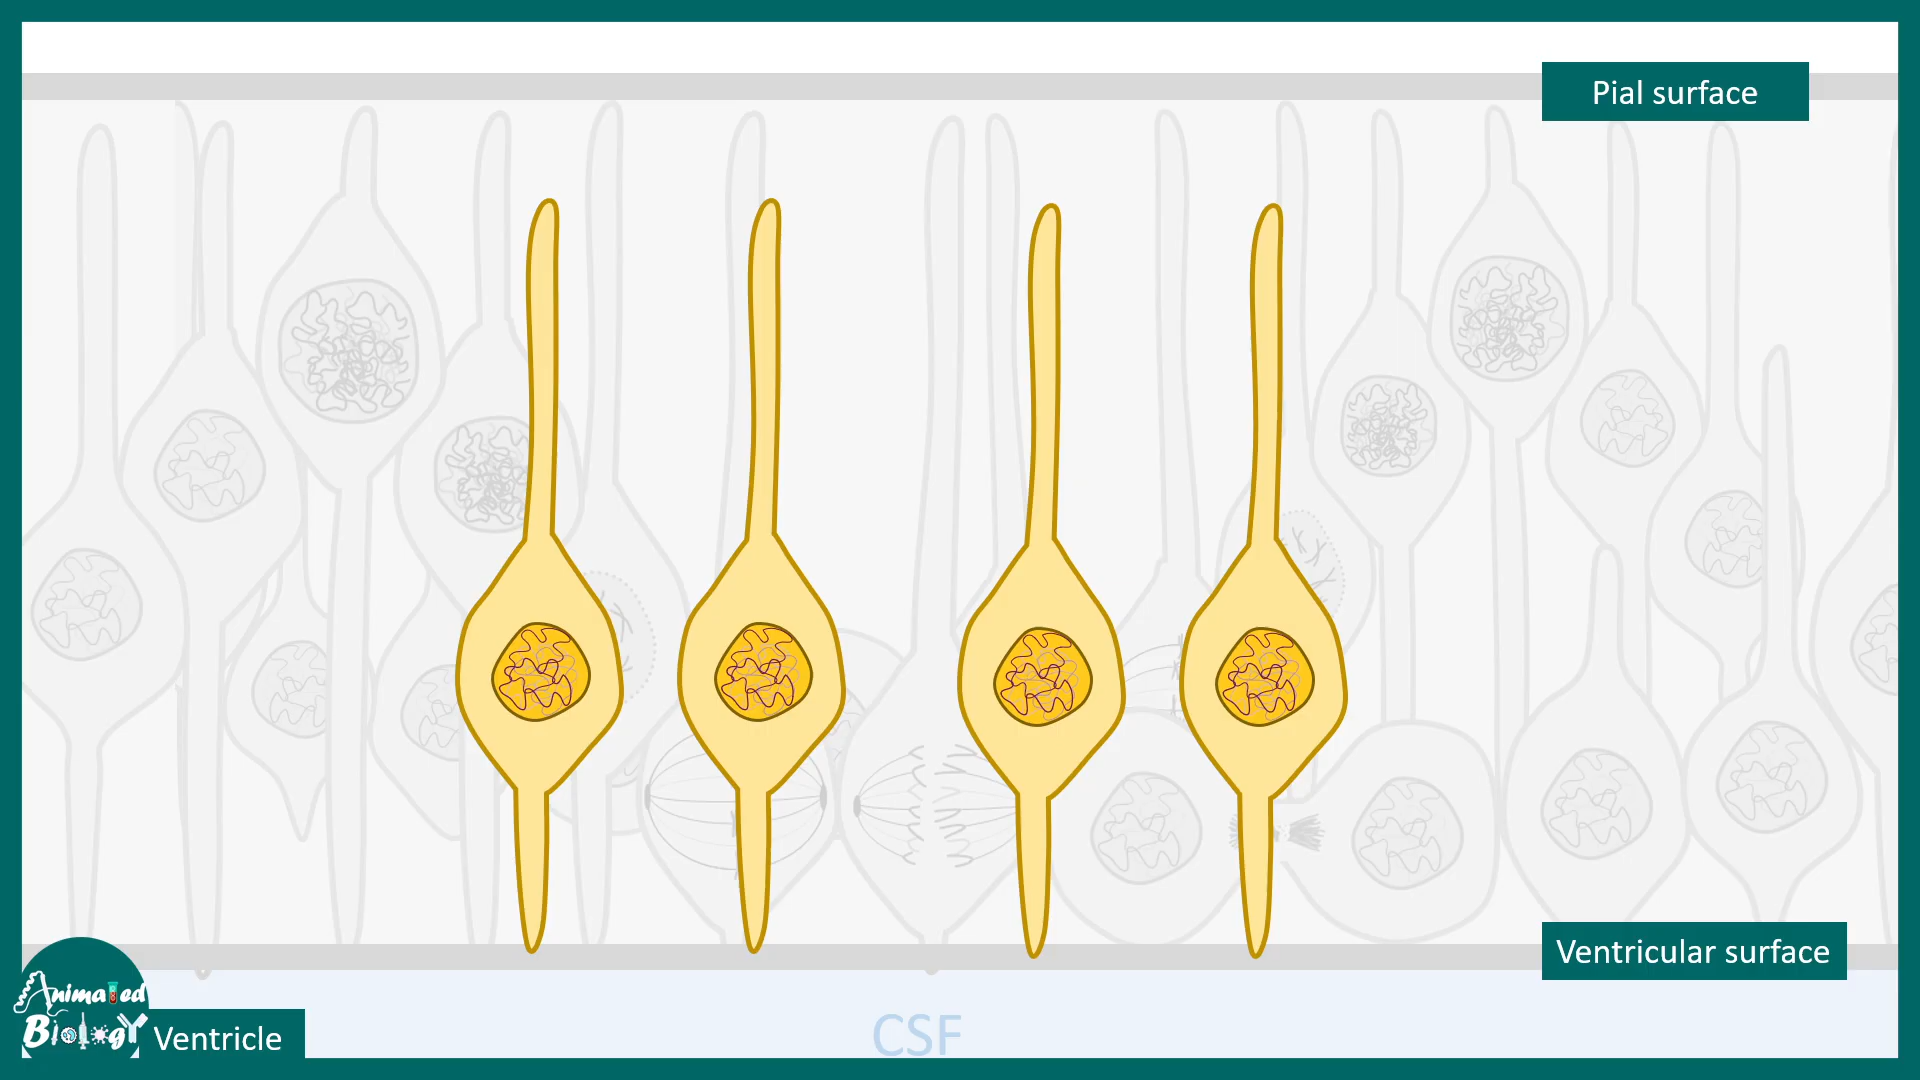 Pial surface
Ventricular surface
Animated
Biology
Ventricle
CSF